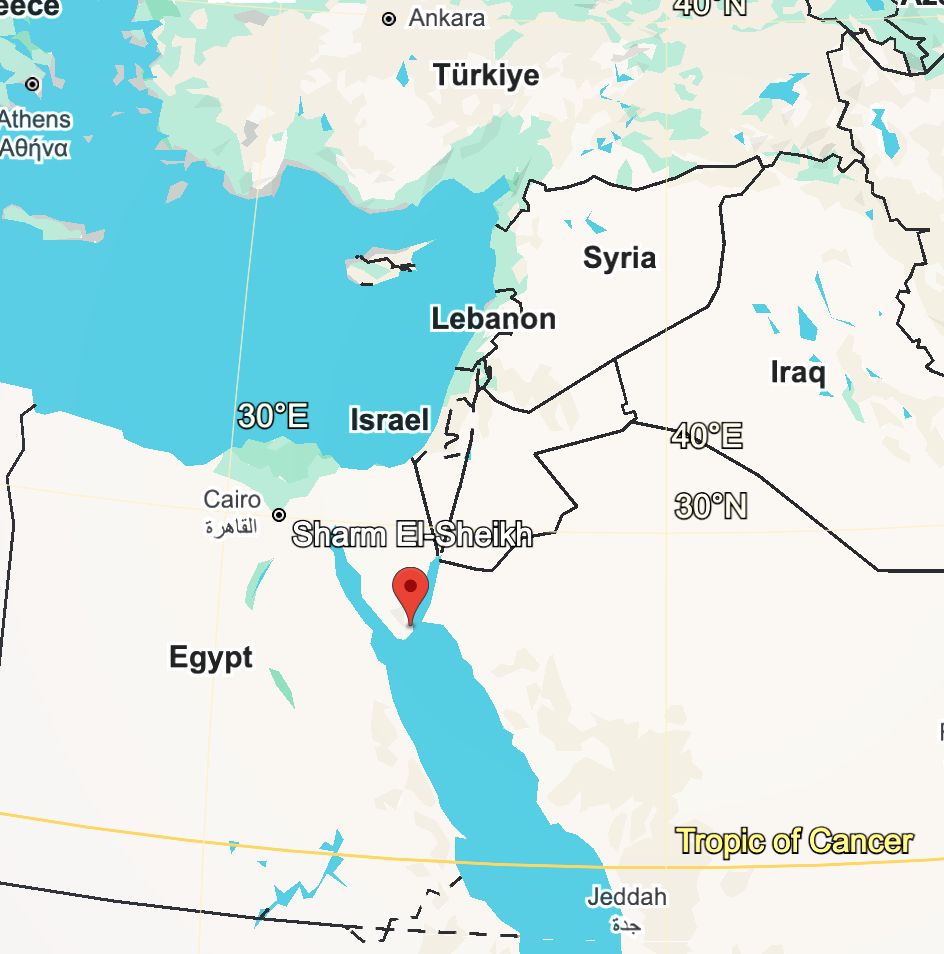 eece
Ankara
40°N
Türkiye
Athens
Αθήνα
Syria
Lebanon
Iraq
30°E
Israel
40°E
Cairo
القاهرة
30°N
Sharm El-Sheikh
Egypt
Tropic of Cancer
Jeddah
جدة